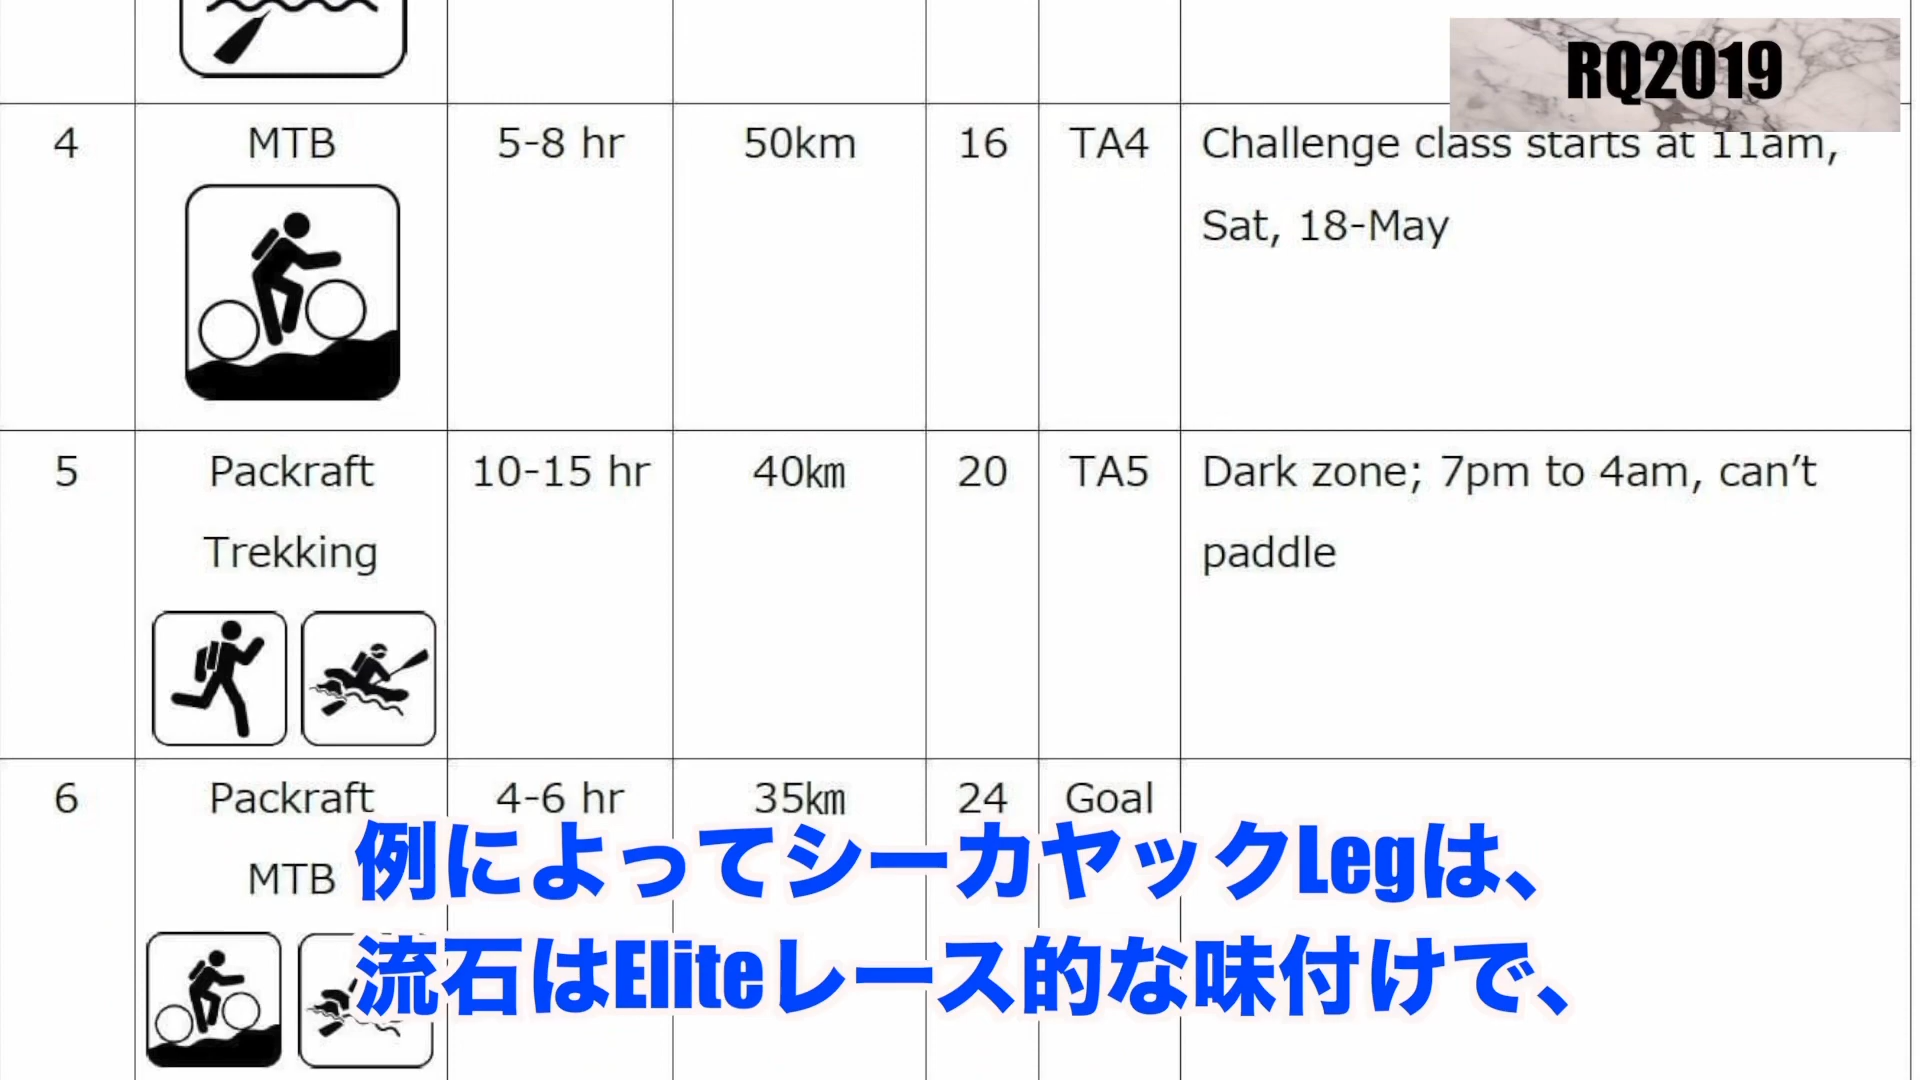 RQ2019
4 MTB 5-8 hr 50km 16 TA4 Challenge class starts at 11am,
Sat, 18-May
5 Packraft 10-15 hr 40km 20 TA5 Dark zone; 7pm to 4am, can’t
Trekking paddle
6 Packraft 4-6 hr 35km 24 Goal
MTB
例によってシーカヤックLegは、
流石はEliteレース的な味付けで、